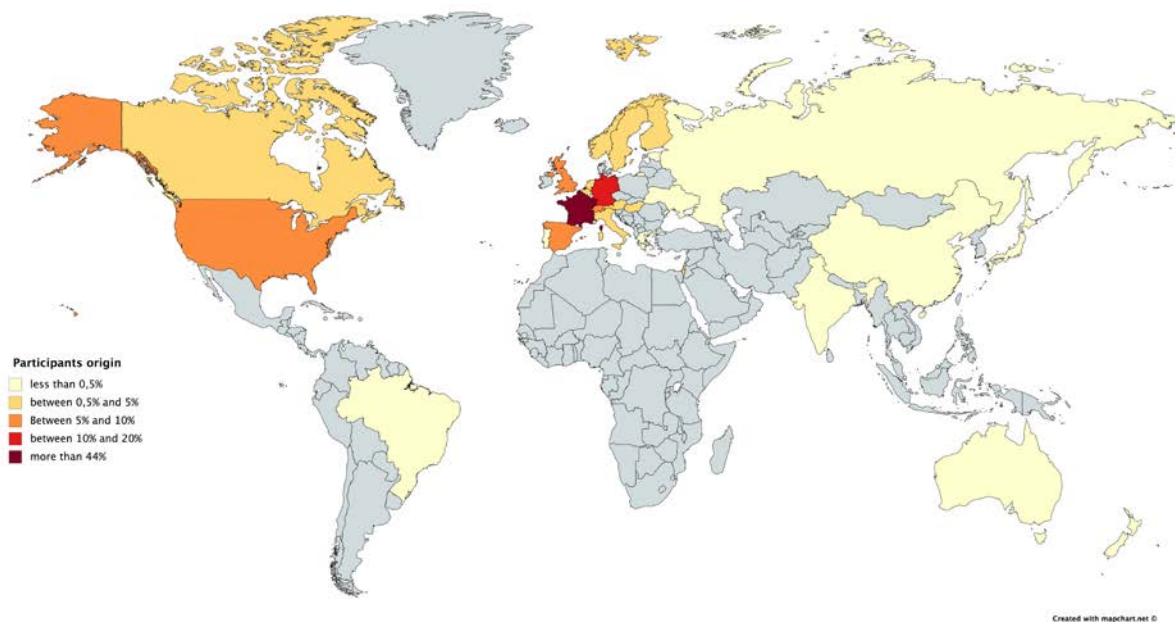 Participants origin
less than 0,5%
between 0,5% and 5%
Between 5% and 10%
between 10% and 20%
more than 44%
Created with mapchart.net ©